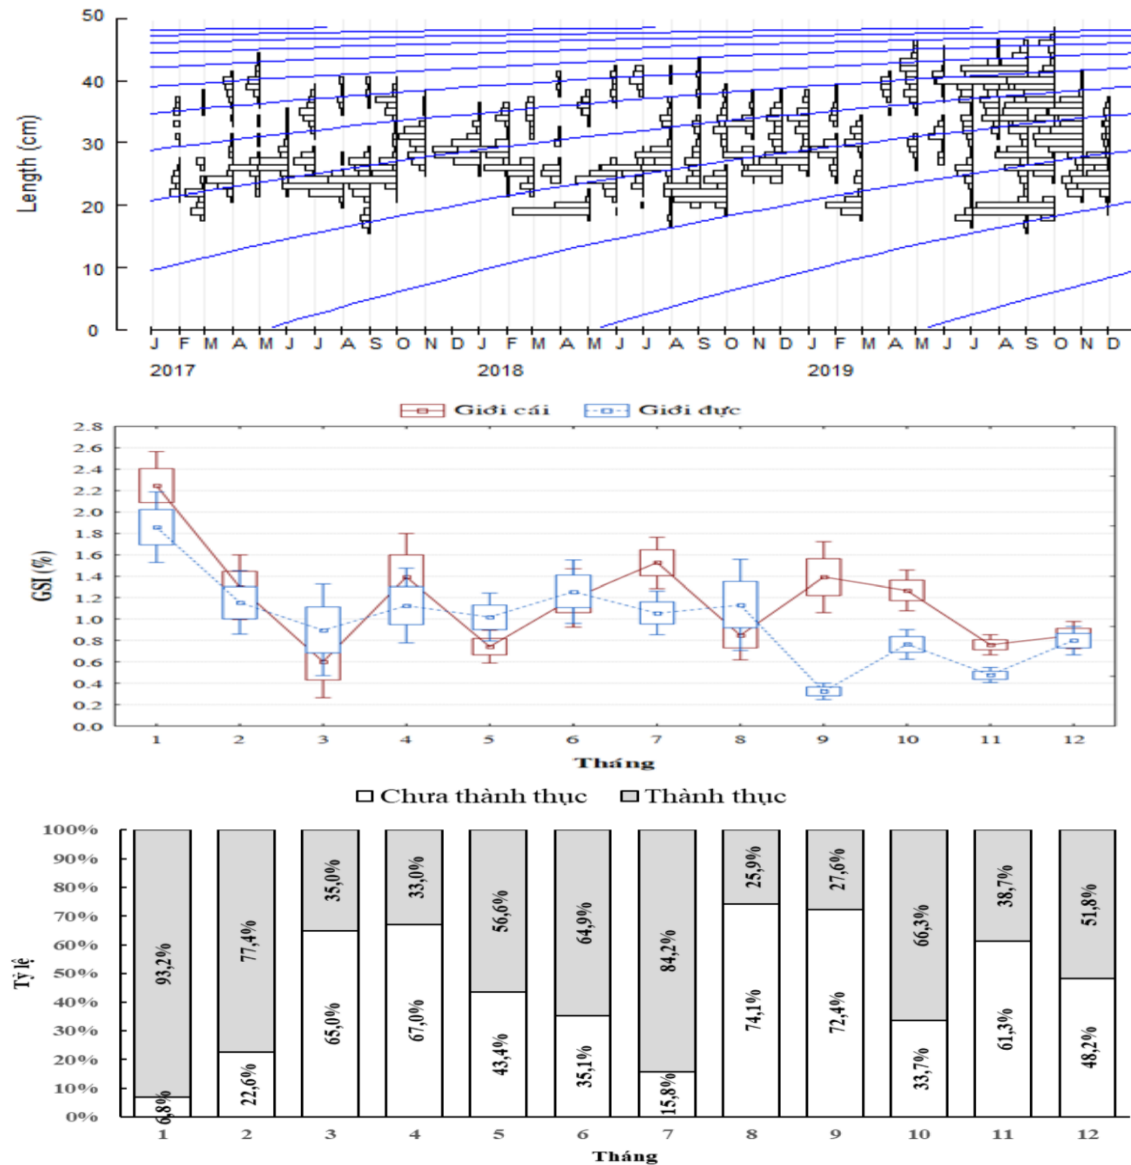 50
40
30
20
10
0
Length (cm)
J F M A M J J A S O N D J F M A M J J A S O N D J F M A M J J A S O N D
2017 2018 2019
Giới cái Giới đực
2.8
2.6
2.4
2.2
2.0
1.8
1.6
1.4
1.2
1.0
0.8
0.6
0.4
0.2
0.0
GSI (%)
1 2 3 4 5 6 7 8 9 10 11 12
Tháng
Chưa thành thục Thành thục
100%
90%
80%
70%
60%
50%
40%
30%
20%
10%
0%
Tỷ lệ
93,2% 77,4% 35,0% 33,0% 56,6% 64,9% 84,2% 25,9% 27,6% 66,3% 38,7% 51,8%
6,8% 22,6% 65,0% 67,0% 43,4% 35,1% 15,8% 74,1% 72,4% 33,7% 61,3% 48,2%
1 2 3 4 5 6 7 8 9 10 11 12
Tháng